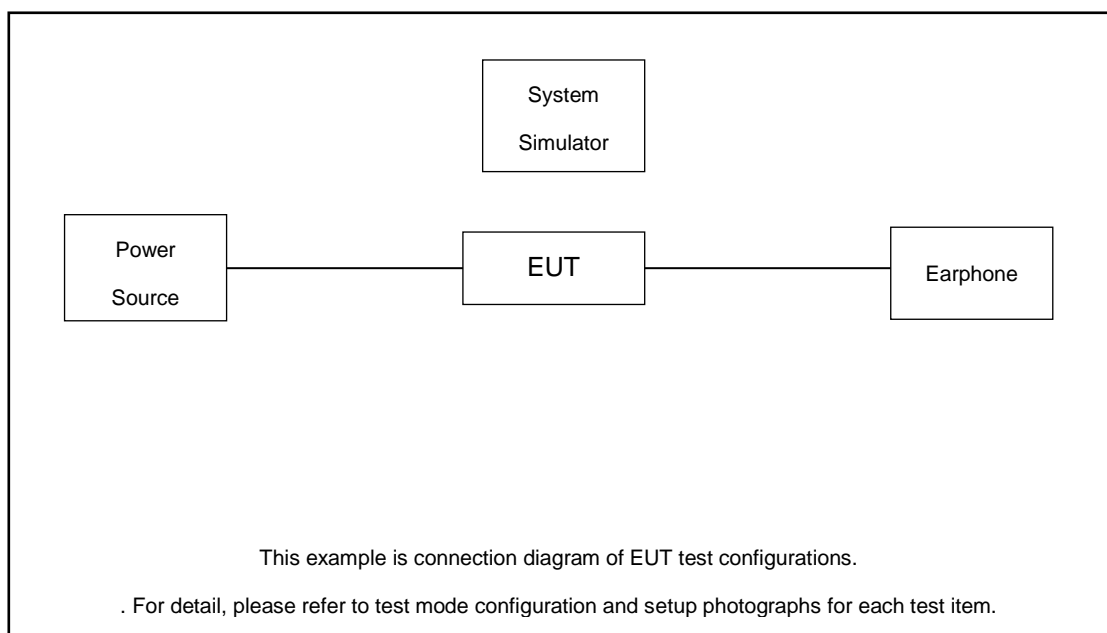 System
Simulator
Power
Source
EUT
Earphone
This example is connection diagram of EUT test configurations.
. For detail, please refer to test mode configuration and setup photographs for each test item.